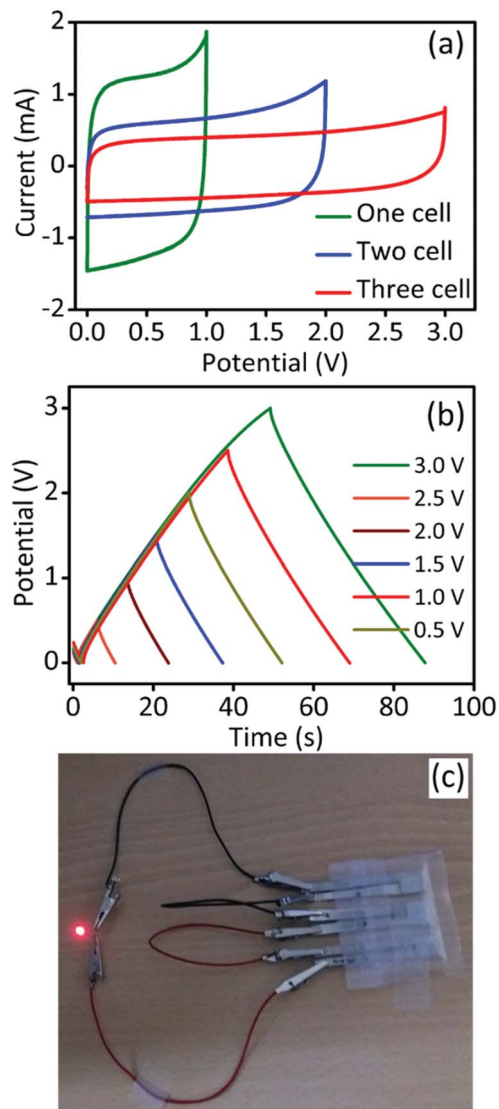 (a)
2
1
0
-1
-2
Current (mA)
One cell
Two cell
Three cell
0.0 0.5 1.0 1.5 2.0 2.5 3.0
Potential (V)
(b)
3
2
1
0
Potential (V)
3.0 V
2.5 V
2.0 V
1.5 V
1.0 V
0.5 V
0 20 40 60 80 100
Time (s)
(c)